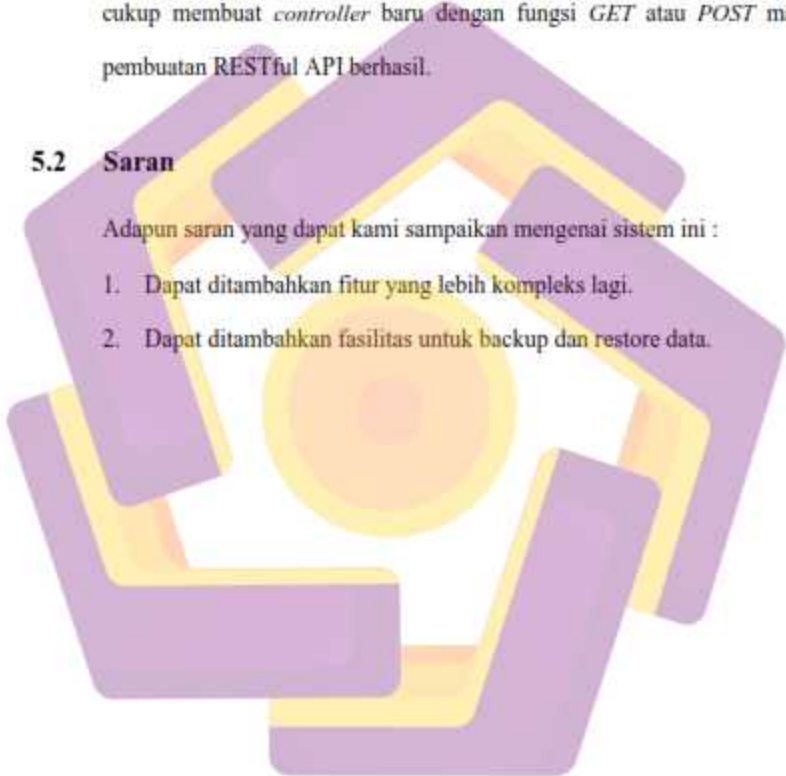 cukup membuat controller baru dengan fungsi GET atau POST
pembuatan RESTful API berhasil.
5.2 Saran
Adapun saran yang dapat kami sampaikan mengenai sistem ini :
1. Dapat ditambahkan fitur yang lebih kompleks lagi.
2. Dapat ditambahkan fasilitas untuk backup dan restore data.